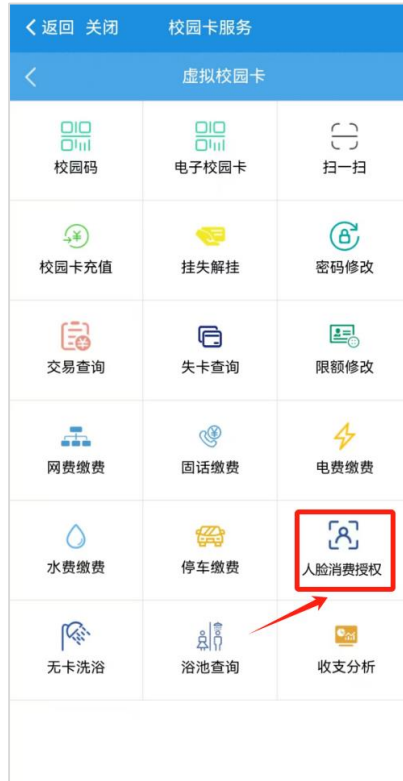 返回 关闭 校园卡服务
虚拟校园卡
校园码 电子校园卡 扫一扫
校园卡充值 挂失解挂 密码修改
交易查询 失卡查询 限额修改
网费缴费 固话缴费 电费缴费
水费缴费 停车缴费 人脸消费授权
无卡洗浴 浴池查询 收支分析